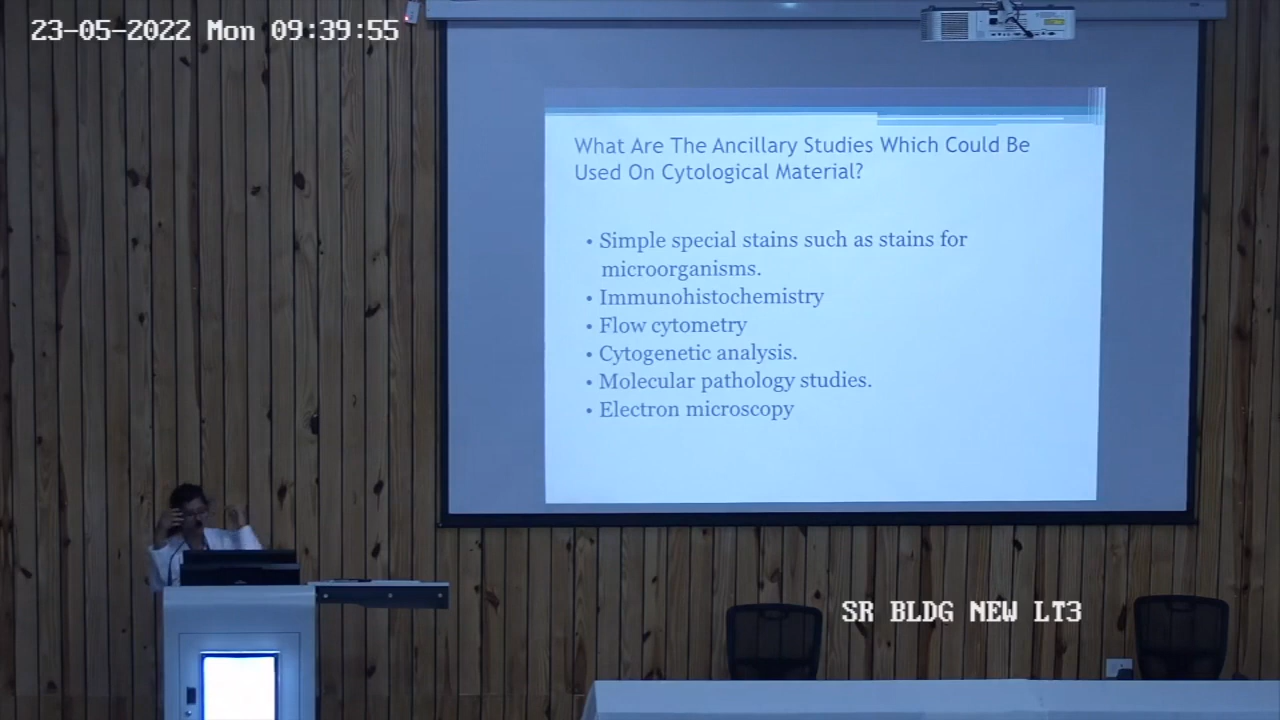 23-05-2022 Mon 09:39:55
What Are The Ancillary Studies Which Could Be
Used On Cytological Material?
• Simple special stains such as stains for
microorganisms.
• Immunohistochemistry
• Flow cytometry
• Cytogenetic analysis.
• Molecular pathology studies.
• Electron microscopy
SR BLDG NEW LT3